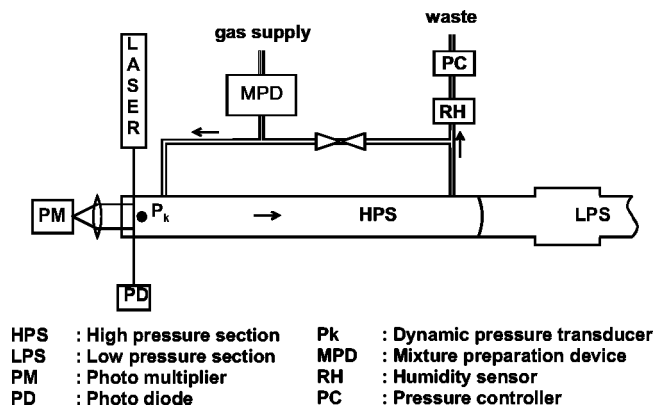 waste
gas supply
LASER
PC
MPD
RH
PM
Pk
HPS
LPS
PD
HPS : High pressure section
LPS : Low pressure section
PM : Photo multiplier
PD : Photo diode
Pk : Dynamic pressure transducer
MPD : Mixture preparation device
RH : Humidity sensor
PC : Pressure controller